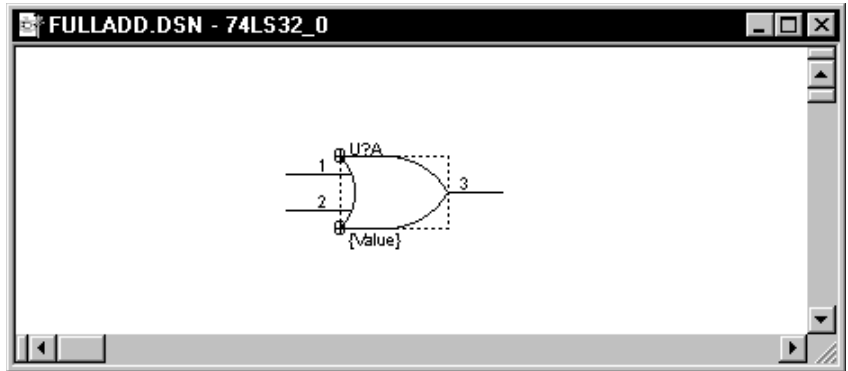 FULLADD.DSN - 74LS32_0
U?A
1
3
2
{Value}